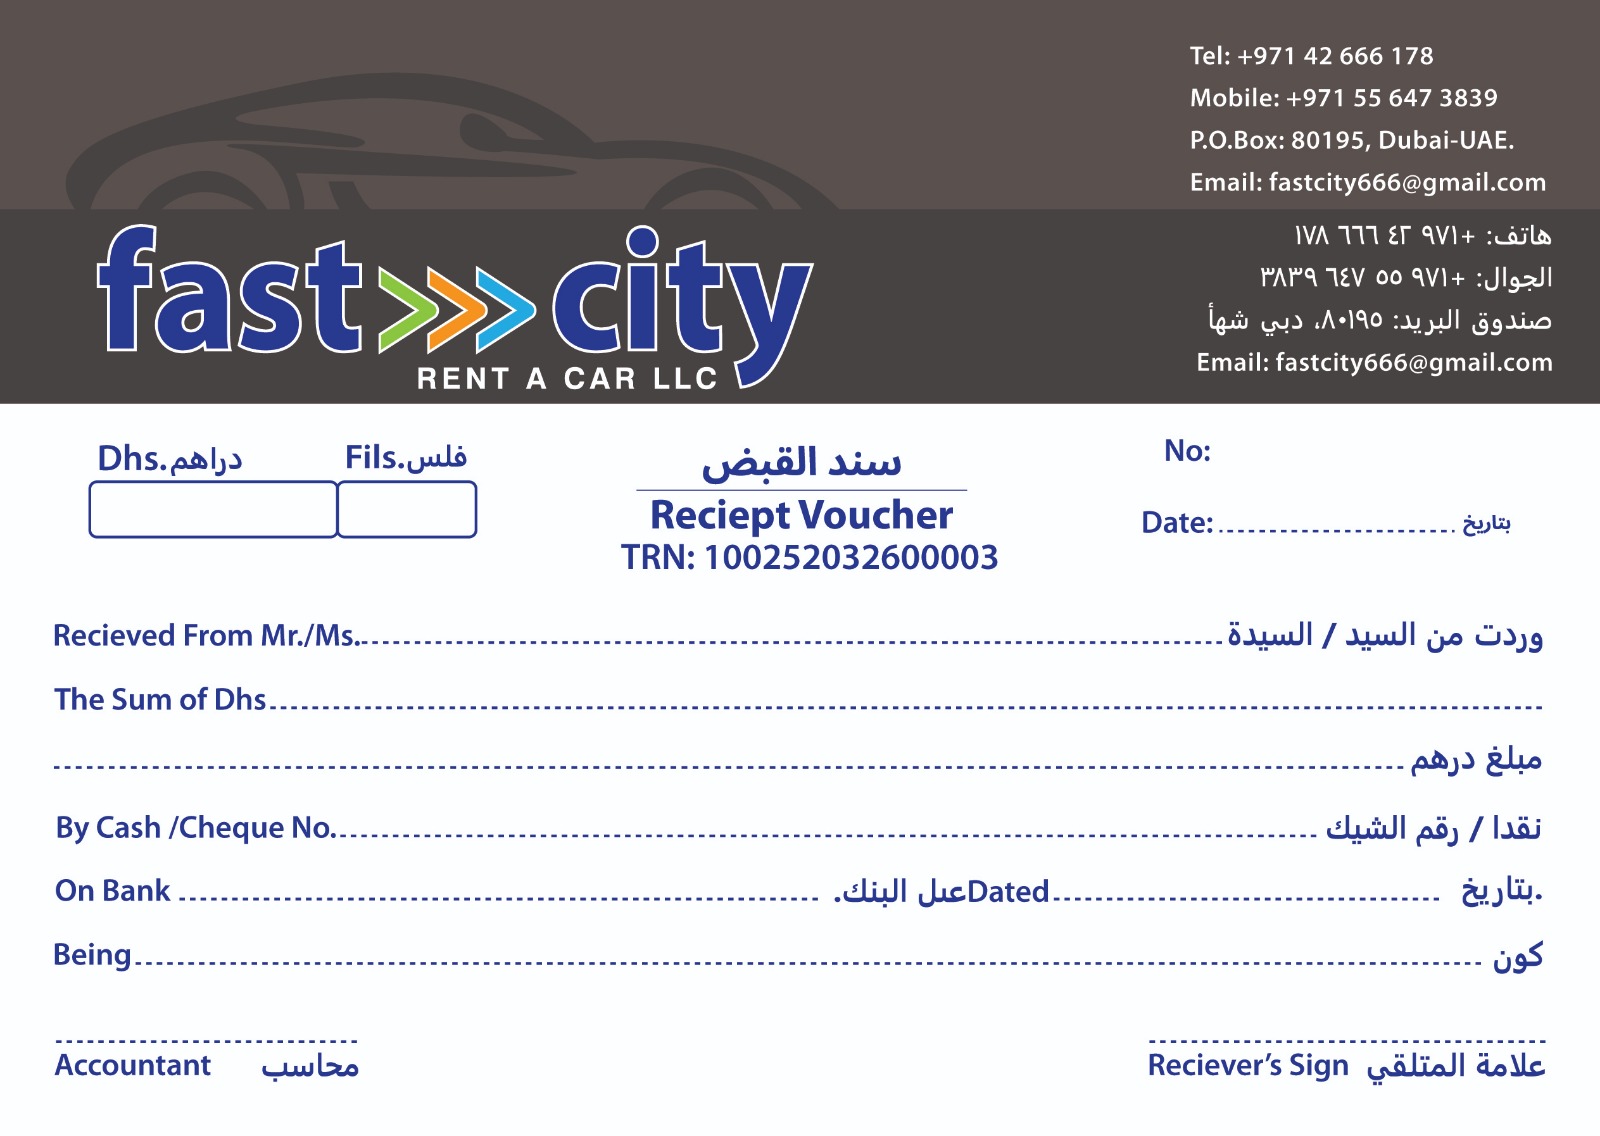 Tel: +971 42 666 178
Mobile: +971 55 647 3839
P.O.Box: 80195, Dubai-UAE.
Email: fastcity666@gmail.com
هاتف: +٩٧١ ٤٢ ٦٦٦ ١٧٨
الجوال: +٩٧١ ٥٥ ٦٤٧ ٣٨٣٩
صندوق البريد: ٨٠١٩٥، دبي شهأ
Email: fastcity666@gmail.com
fast city
RENT A CAR LLC
Dhs.دراهم Fils.فلس
سند القبض
Reciept Voucher
TRN: 100252032600003
No:
Date: بتاريخ
Recieved From Mr./Ms. وردت من السيد / السيدة
The Sum of Dhs
مبلغ درهم
By Cash /Cheque No. نقدا / رقم الشيك
On Bank عىل البنك. Dated بتاريخ.
Being كون
Accountant محاسب
Reciever’s Sign علامة المتلقي